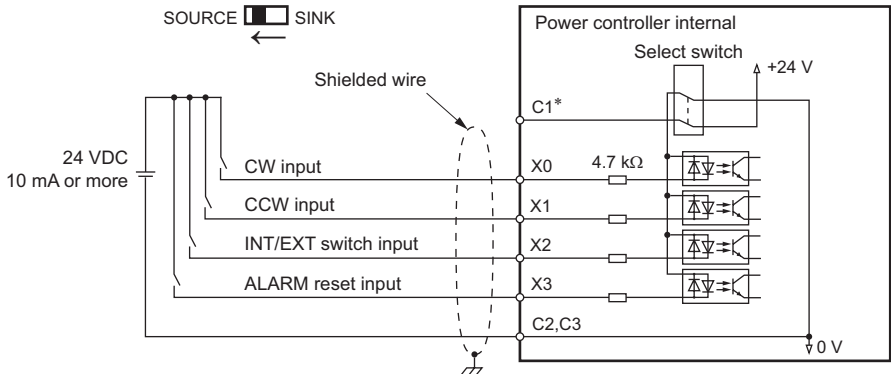 SOURCE SINK
Power controller internal
Select switch
+24 V
Shielded wire
C1*
24 VDC
10 mA or more
CW input
X0
4.7 kΩ
CCW input
X1
INT/EXT switch input
X2
ALARM reset input
X3
C2,C3
0 V